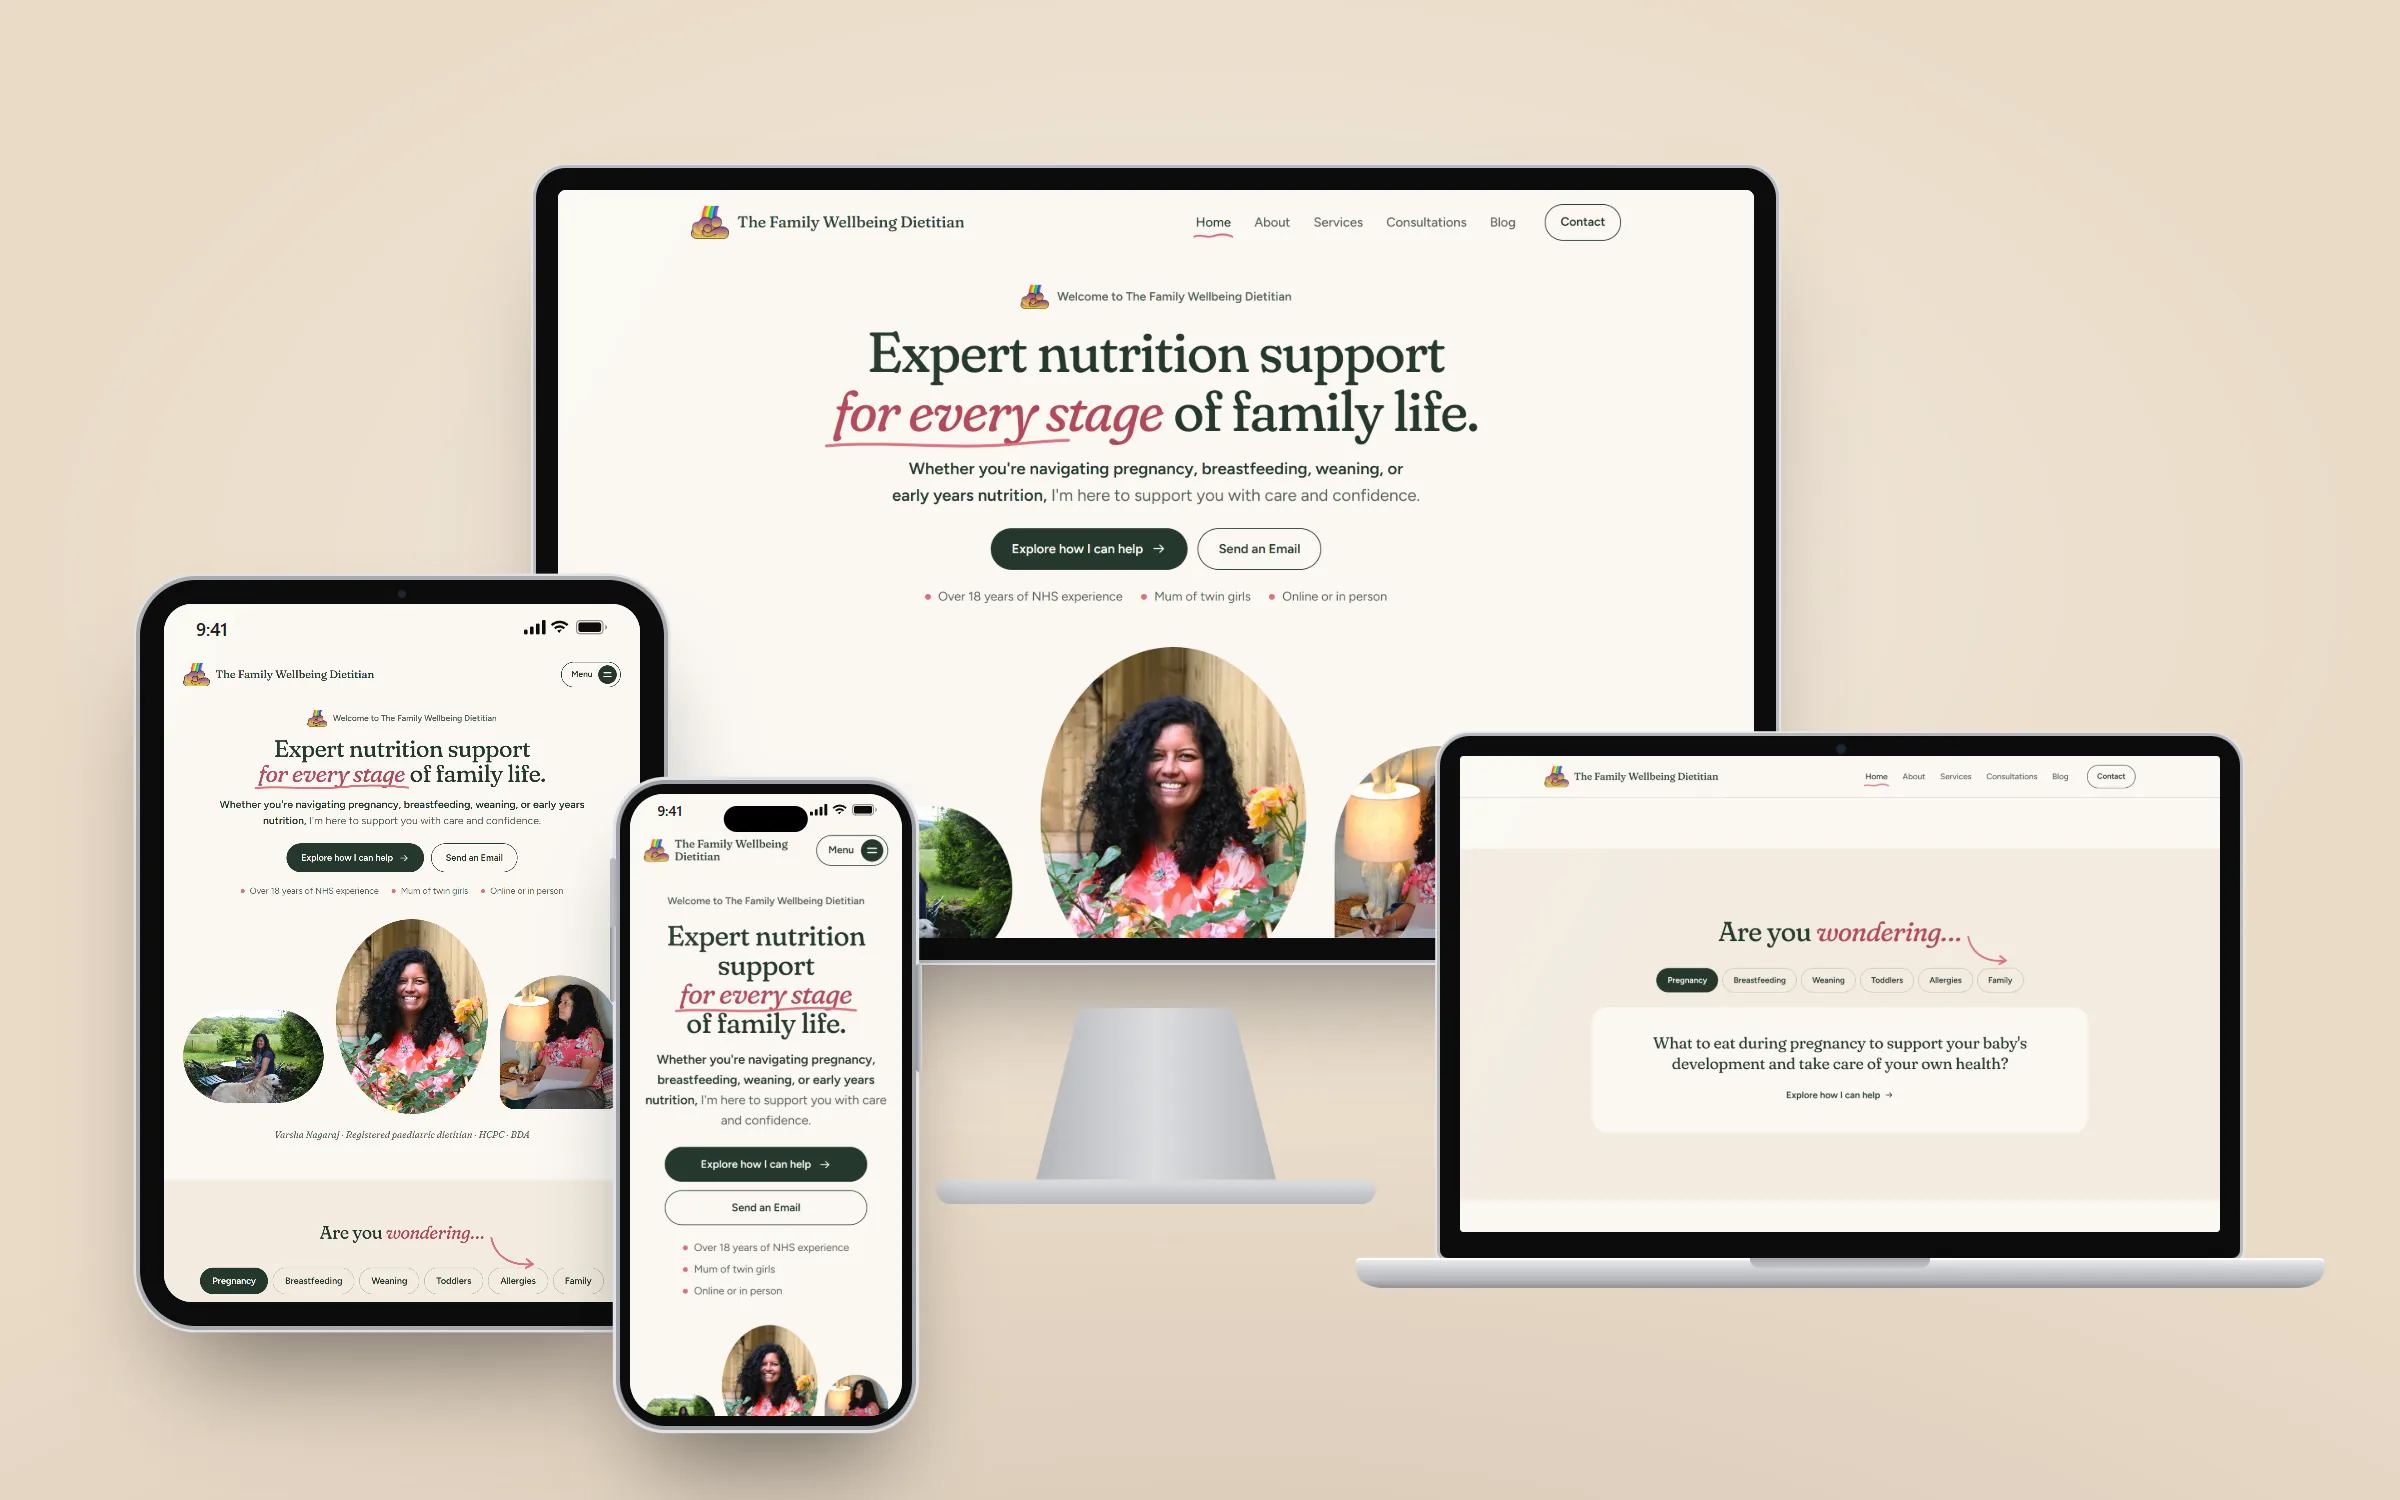 The Family Wellbeing Dietitian
Home About Services Consultations Blog Contact
Welcome to The Family Wellbeing Dietitian
Expert nutrition support
for every stage of family life.
Whether you're navigating pregnancy, breastfeeding, weaning, or
early years nutrition, I'm here to support you with care and confidence.
Explore how I can help → Send an Email
Over 18 years of NHS experience Mum of twin girls Online or in person
9:41
The Family Wellbeing Dietitian Menu
Welcome to The Family Wellbeing Dietitian
Expert nutrition support
for every stage of family life.
Whether you're navigating pregnancy, breastfeeding, weaning, or early years
nutrition, I'm here to support you with care and confidence.
Explore how I can help → Send an Email
Over 18 years of NHS experience Mum of twin girls Online or in person
Varsha Nagaraj · Registered paediatric dietitian · HCPC · BDA
Are you wondering...
Pregnancy Breastfeeding Weaning Toddlers Allergies Family
9:41
The Family Wellbeing
Dietitian
Menu
Welcome to The Family Wellbeing Dietitian
Expert nutrition
support
for every stage
of family life.
Whether you're navigating pregnancy,
breastfeeding, weaning, or early years
nutrition, I'm here to support you with care
and confidence.
Explore how I can help →
Send an Email
Over 18 years of NHS experience
Mum of twin girls
Online or in person
The Family Wellbeing Dietitian
Home About Services Consultations Blog Contact
Are you wondering...
Pregnancy Breastfeeding Weaning Toddlers Allergies Family
What to eat during pregnancy to support your baby's
development and take care of your own health?
Explore how I can help →